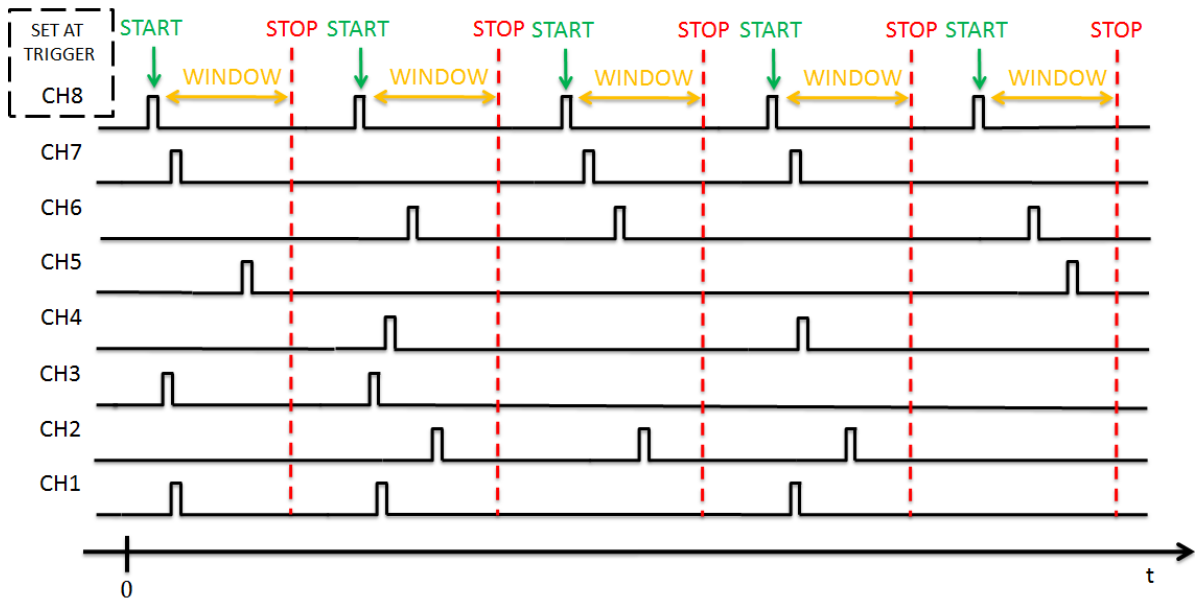 SET AT
TRIGGER
CH8
START STOP START STOP START STOP START STOP START STOP
WINDOW WINDOW WINDOW WINDOW WINDOW
CH7
CH6
CH5
CH4
CH3
CH2
CH1
0
t